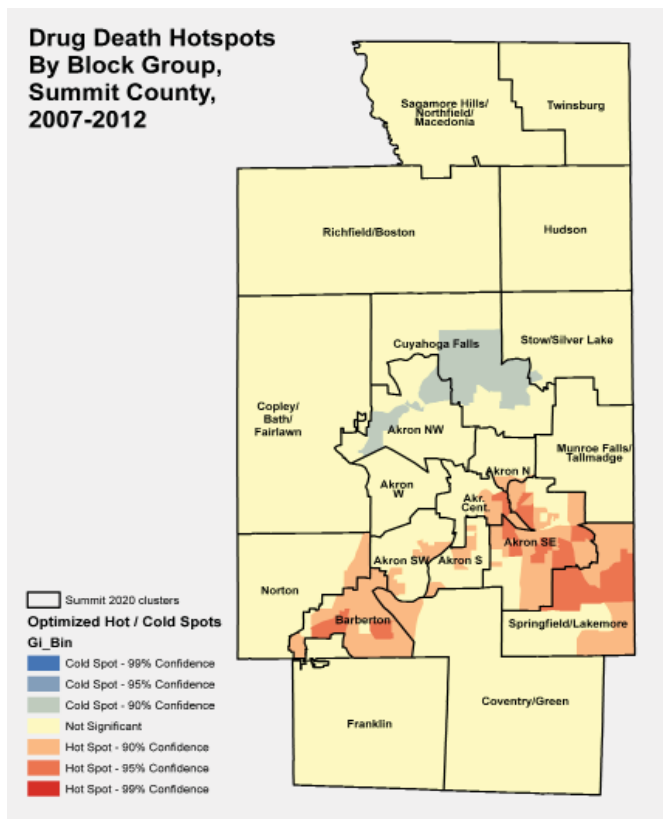 Drug Death Hotspots
By Block Group,
Summit County,
2007-2012
Sagamore Hills/
Northfield/
Macedonia
Twinsburg
Richfield/Boston
Hudson
Cuyahoga Falls
Stow/Silver Lake
Copley/
Bath/
Fairlawn
Akron NW
Munroe Falls/
Tallmadge
Akron N
Akron
W
Akr.
Cent.
Akron SE
Akron SW
Akron S
Norton
Barberton
Springfield/Lakemore
Coventry/Green
Franklin
Summit 2020 clusters
Optimized Hot / Cold Spots
Gi_Bin
Cold Spot - 99% Confidence
Cold Spot - 95% Confidence
Cold Spot - 90% Confidence
Not Significant
Hot Spot - 90% Confidence
Hot Spot - 95% Confidence
Hot Spot - 99% Confidence